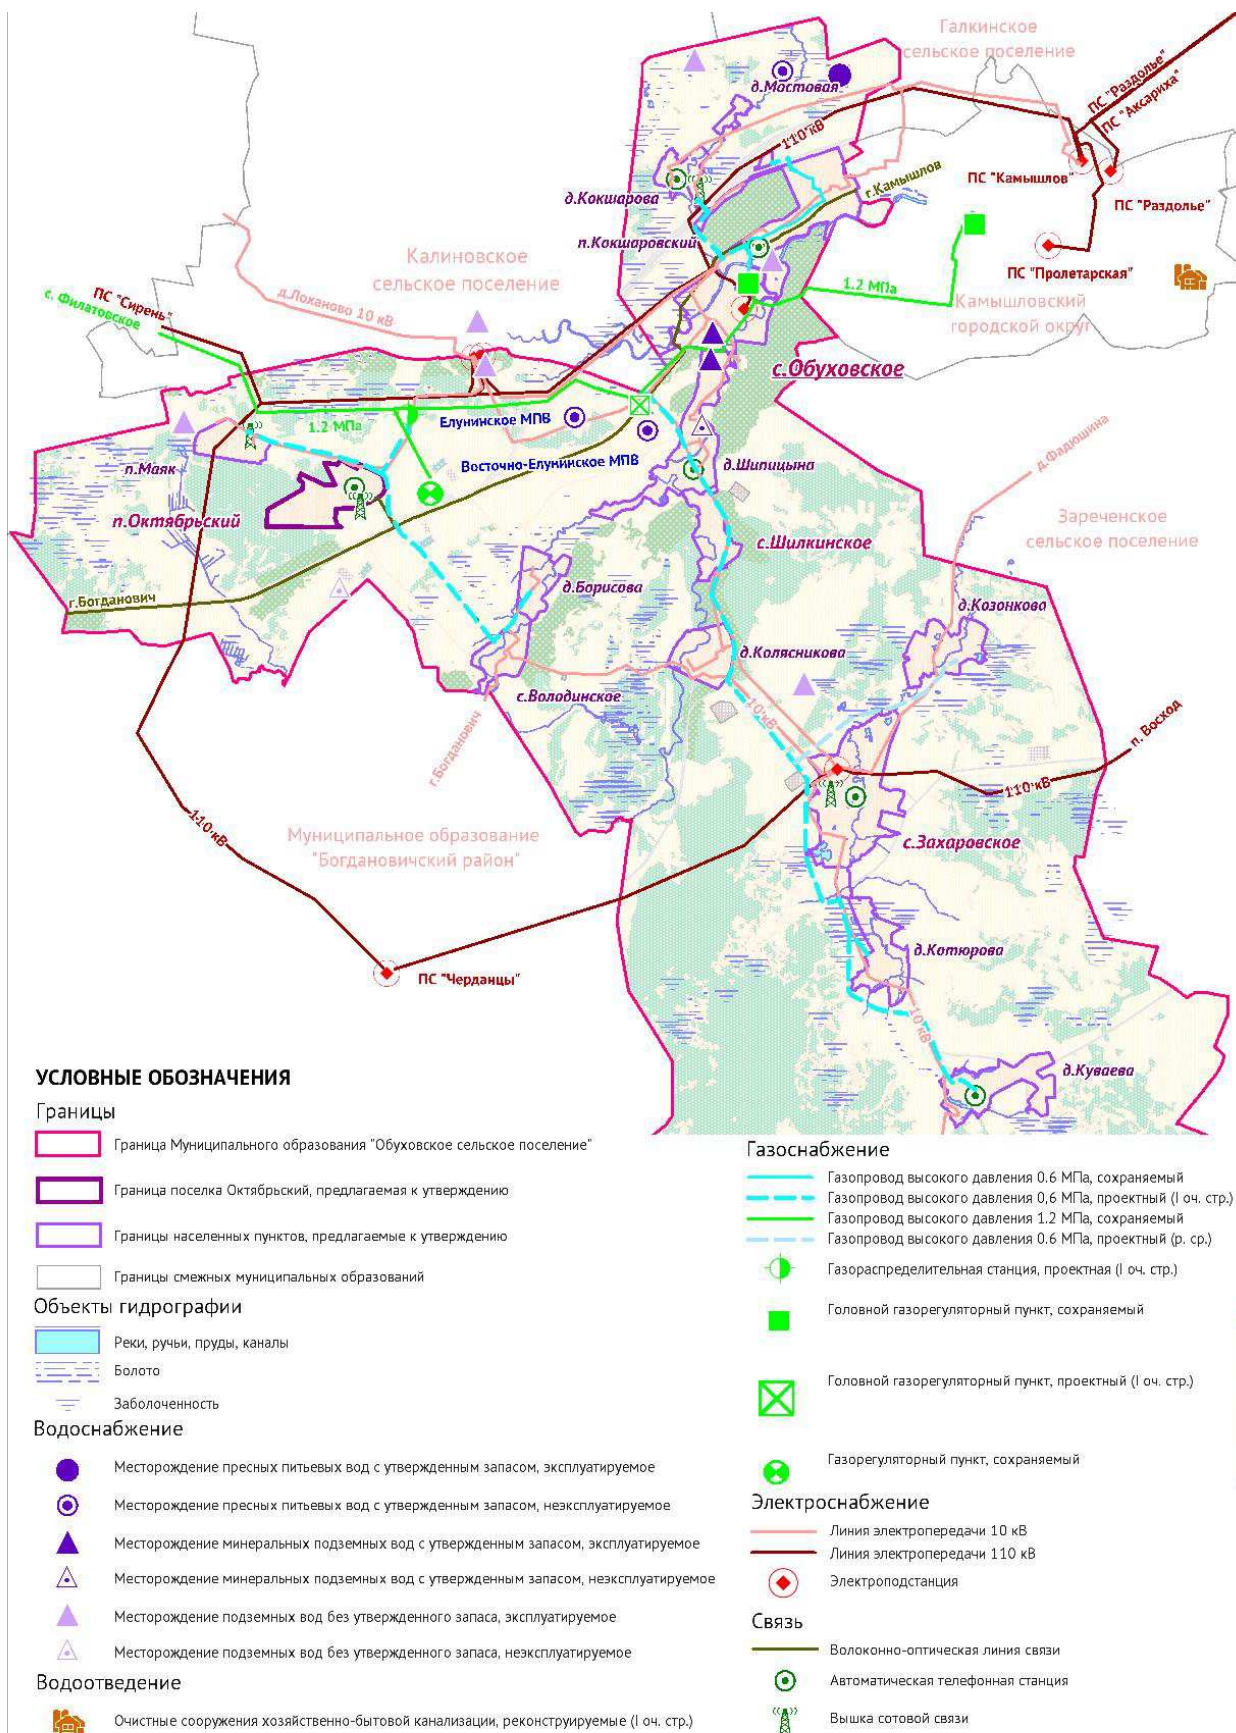 Галкинское
сельское поселение
ПС "Раздолье"
ПС "Аксариха"
д.Мостовая
110 кВ
г.Камышлов
ПС "Камышлов"
д.Кокшарова
ПС "Раздолье"
п.Кокшаровский
Калиновское
сельское поселение
ПС "Пролетарская"
1.2 МПа
д.Лоханово 10 кВ
ПС "Сирень"
с. Филатовское
Камышловский
городской округ
с.Обуховское
1.2 МПа
Елунинское МПВ
п.Маяк
Восточно-Елунинское МПВ
д.Шипицына
д.Фадюшина
п.Октябрьский
Зареченское
сельское поселение
с.Шилкинское
г.Богданович
д.Борисова
д.Козонкова
д.Колясникова
с.Володинское
10 кВ
г.Богданович
п. Восход
110 кВ
110 кВ
Муниципальное образование
"Богдановичский район"
с.Захаровское
д.Котюрова
ПС "Черданцы"
10 кВ
д.Куваева
УСЛОВНЫЕ ОБОЗНАЧЕНИЯ
Границы
Граница Муниципального образования "Обуховское сельское поселение"
Граница поселка Октябрьский, предлагаемая к утверждению
Границы населенных пунктов, предлагаемые к утверждению
Границы смежных муниципальных образований
Объекты гидрографии
Реки, ручьи, пруды, каналы
Болото
Заболоченность
Водоснабжение
Месторождение пресных питьевых вод с утвержденным запасом, эксплуатируемое
Месторождение пресных питьевых вод с утвержденным запасом, неэксплуатируемое
Месторождение минеральных подземных вод с утвержденным запасом, эксплуатируемое
Месторождение минеральных подземных вод с утвержденным запасом, неэксплуатируемое
Месторождение подземных вод без утвержденного запаса, эксплуатируемое
Месторождение подземных вод без утвержденного запаса, неэксплуатируемое
Водоотведение
Очистные сооружения хозяйственно-бытовой канализации, реконструируемые (I оч. стр.)
Газоснабжение
Газопровод высокого давления 0.6 МПа, сохраняемый
Газопровод высокого давления 0,6 МПа, проектный (I оч. стр.)
Газопровод высокого давления 1.2 МПа, сохраняемый
Газопровод высокого давления 0.6 МПа, проектный (р. ср.)
Газораспределительная станция, проектная (I оч. стр.)
Головной газорегуляторный пункт, сохраняемый
Головной газорегуляторный пункт, проектный (I оч. стр.)
Газорегуляторный пункт, сохраняемый
Электроснабжение
Линия электропередачи 10 кВ
Линия электропередачи 110 кВ
Электроподстанция
Связь
Волоконно-оптическая линия связи
Автоматическая телефонная станция
Вышка сотовой связи